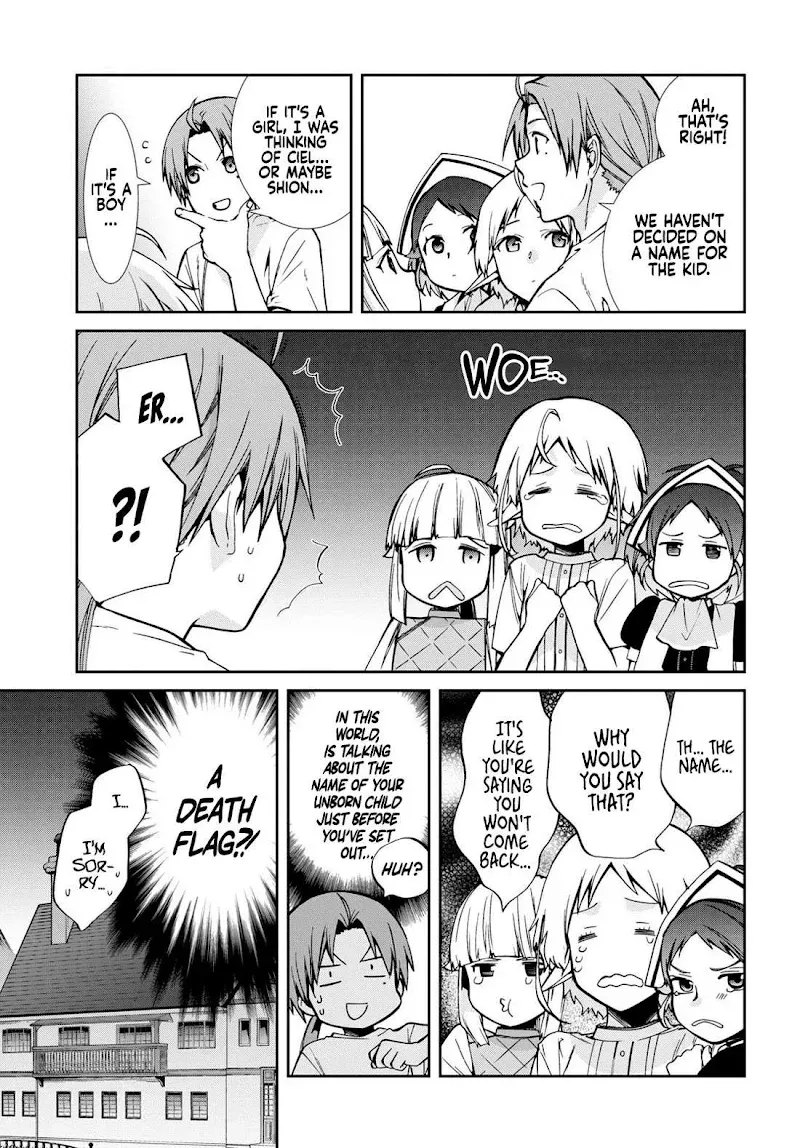 AH,
THAT'S
RIGHT!
WE HAVEN'T
DECIDED ON
A NAME FOR
THE KID.
IF IT'S A
GIRL, I WAS
THINKING
OF CIEL...
OR MAYBE
SHION...
IF
IT'S A
BOY
...
WOE...
ER...
?!
TH... THE
NAME...
WHY
WOULD
YOU SAY
THAT?
IT'S
LIKE
YOU'RE
SAYING
YOU
WON'T
COME
BACK...
IN THIS
WORLD,
IS TALKING
ABOUT THE
NAME OF YOUR
UNBORN CHILD
JUST BEFORE
YOU'VE SET
OUT...
HUH?
A
DEATH
FLAG?!
I...
I'M
SOR-
RY...